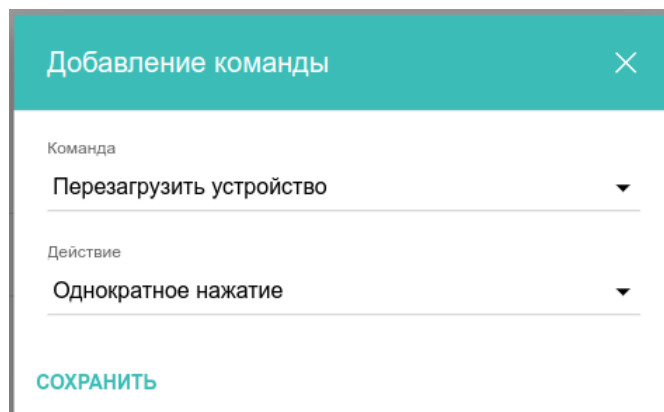 Добавление команды
Команда
Перезагрузить устройство
Действие
Однократное нажатие
СОХРАНИТЬ